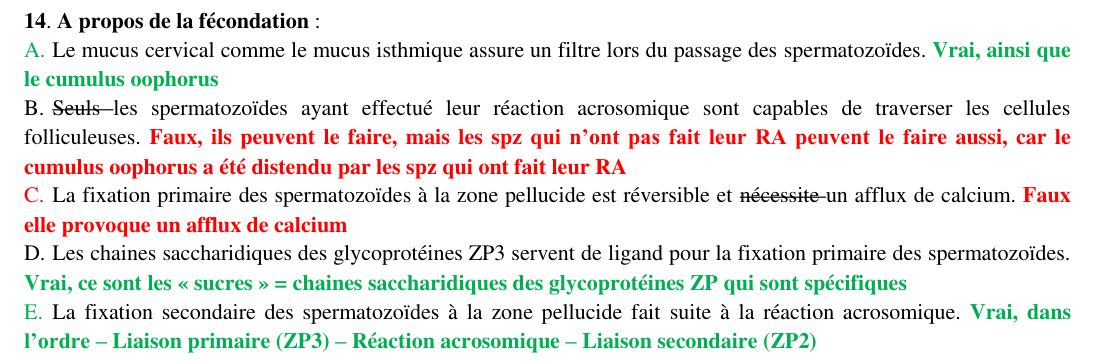 14. A propos de la fécondation :
A. Le mucus cervical comme le mucus isthmique assure un filtre lors du passage des spermatozoïdes. Vrai, ainsi que
le cumulus oophorus
B. Seuls les spermatozoïdes ayant effectué leur réaction acrosomique sont capables de traverser les cellules
folliculeuses. Faux, ils peuvent le faire, mais les spz qui n’ont pas fait leur RA peuvent le faire aussi, car le
cumulus oophorus a été distendu par les spz qui ont fait leur RA
C. La fixation primaire des spermatozoïdes à la zone pellucide est réversible et nécessite un afflux de calcium. Faux
elle provoque un afflux de calcium
D. Les chaines saccharidiques des glycoprotéines ZP3 servent de ligand pour la fixation primaire des spermatozoïdes.
Vrai, ce sont les « sucres » = chaines saccharidiques des glycoprotéines ZP qui sont spécifiques
E. La fixation secondaire des spermatozoïdes à la zone pellucide fait suite à la réaction acrosomique. Vrai, dans
l’ordre – Liaison primaire (ZP3) – Réaction acrosomique – Liaison secondaire (ZP2)